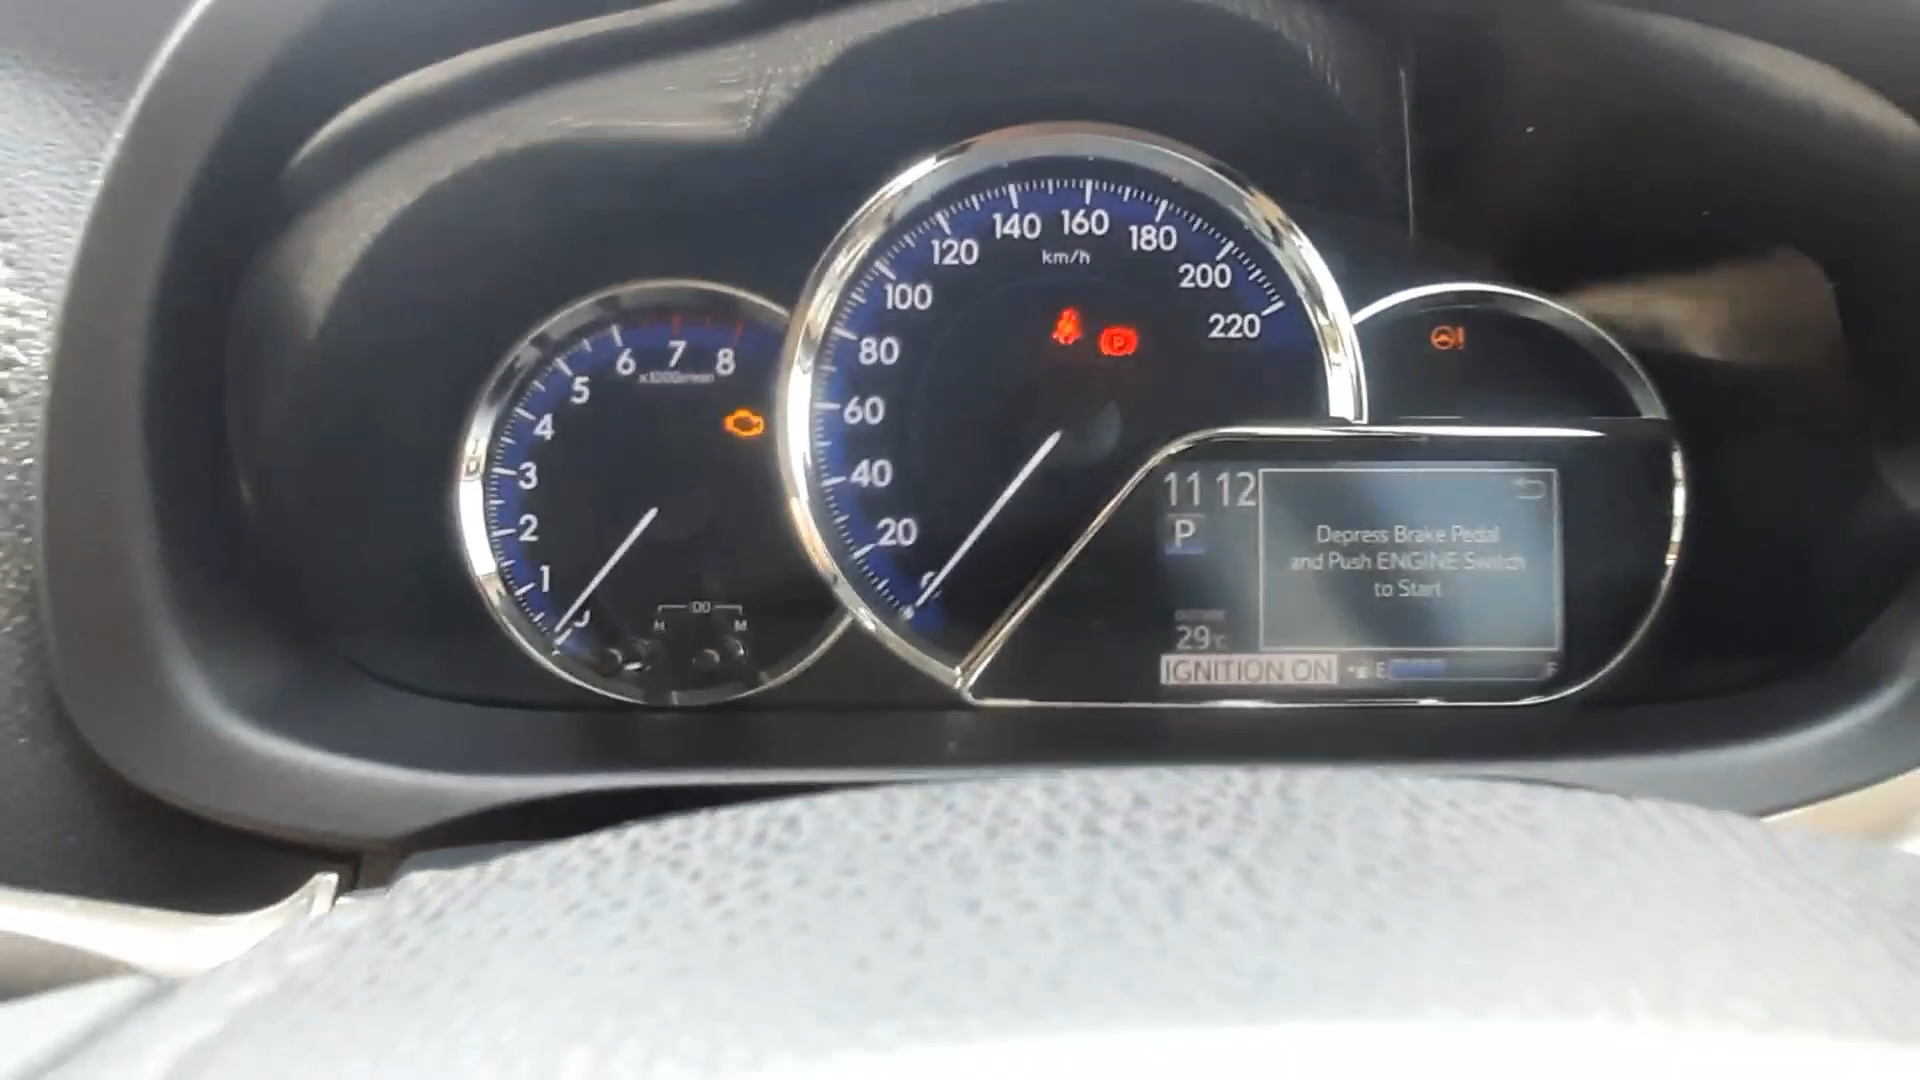 8
7
6
5
4
3
2
1
x1000r/min
:00
H
M
220
200
180
160
140
120
100
80
60
40
20
0
km/h
P
11 12
P
Depress Brake Pedal
and Push ENGINE Switch
to Start
OUTSIDE
29°C
IGNITION ON
E
F